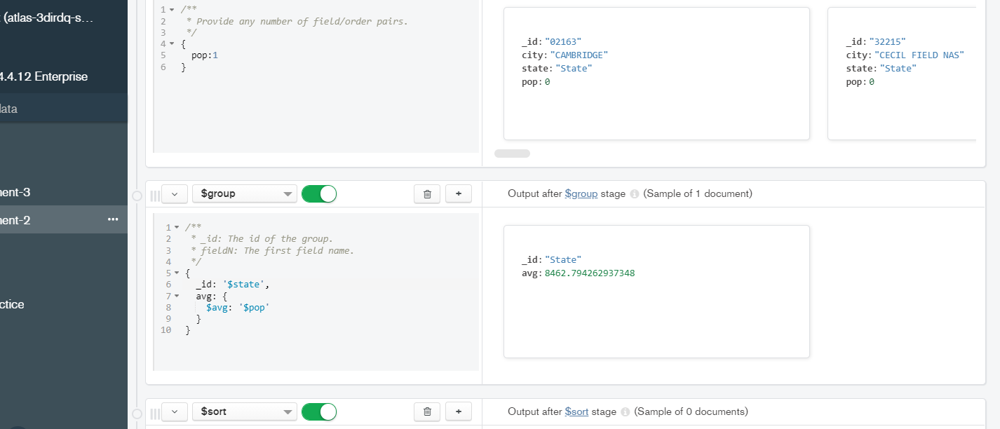 (atlas-3dirdq-s...
4.4.12 Enterprise
data
ment-3
ment-2 •••
ctice
1 /**
2 * Provide any number of field/order pairs.
3 */
4 {
5 pop:1
6 }
_id: "02163"
city: "CAMBRIDGE"
state: "State"
pop: 0
_id: "32215"
city: "CECIL FIELD NAS"
state: "State"
pop: 0
$group
+
Output after $group stage (Sample of 1 document)
1 /**
2 * _id: The id of the group.
3 * fieldN: The first field name.
4 */
5 {
6 _id: '$state',
7 avg: {
8 $avg: '$pop'
9 }
10 }
_id: "State"
avg: 8462.794262937348
$sort
+
Output after $sort stage (Sample of 0 documents)